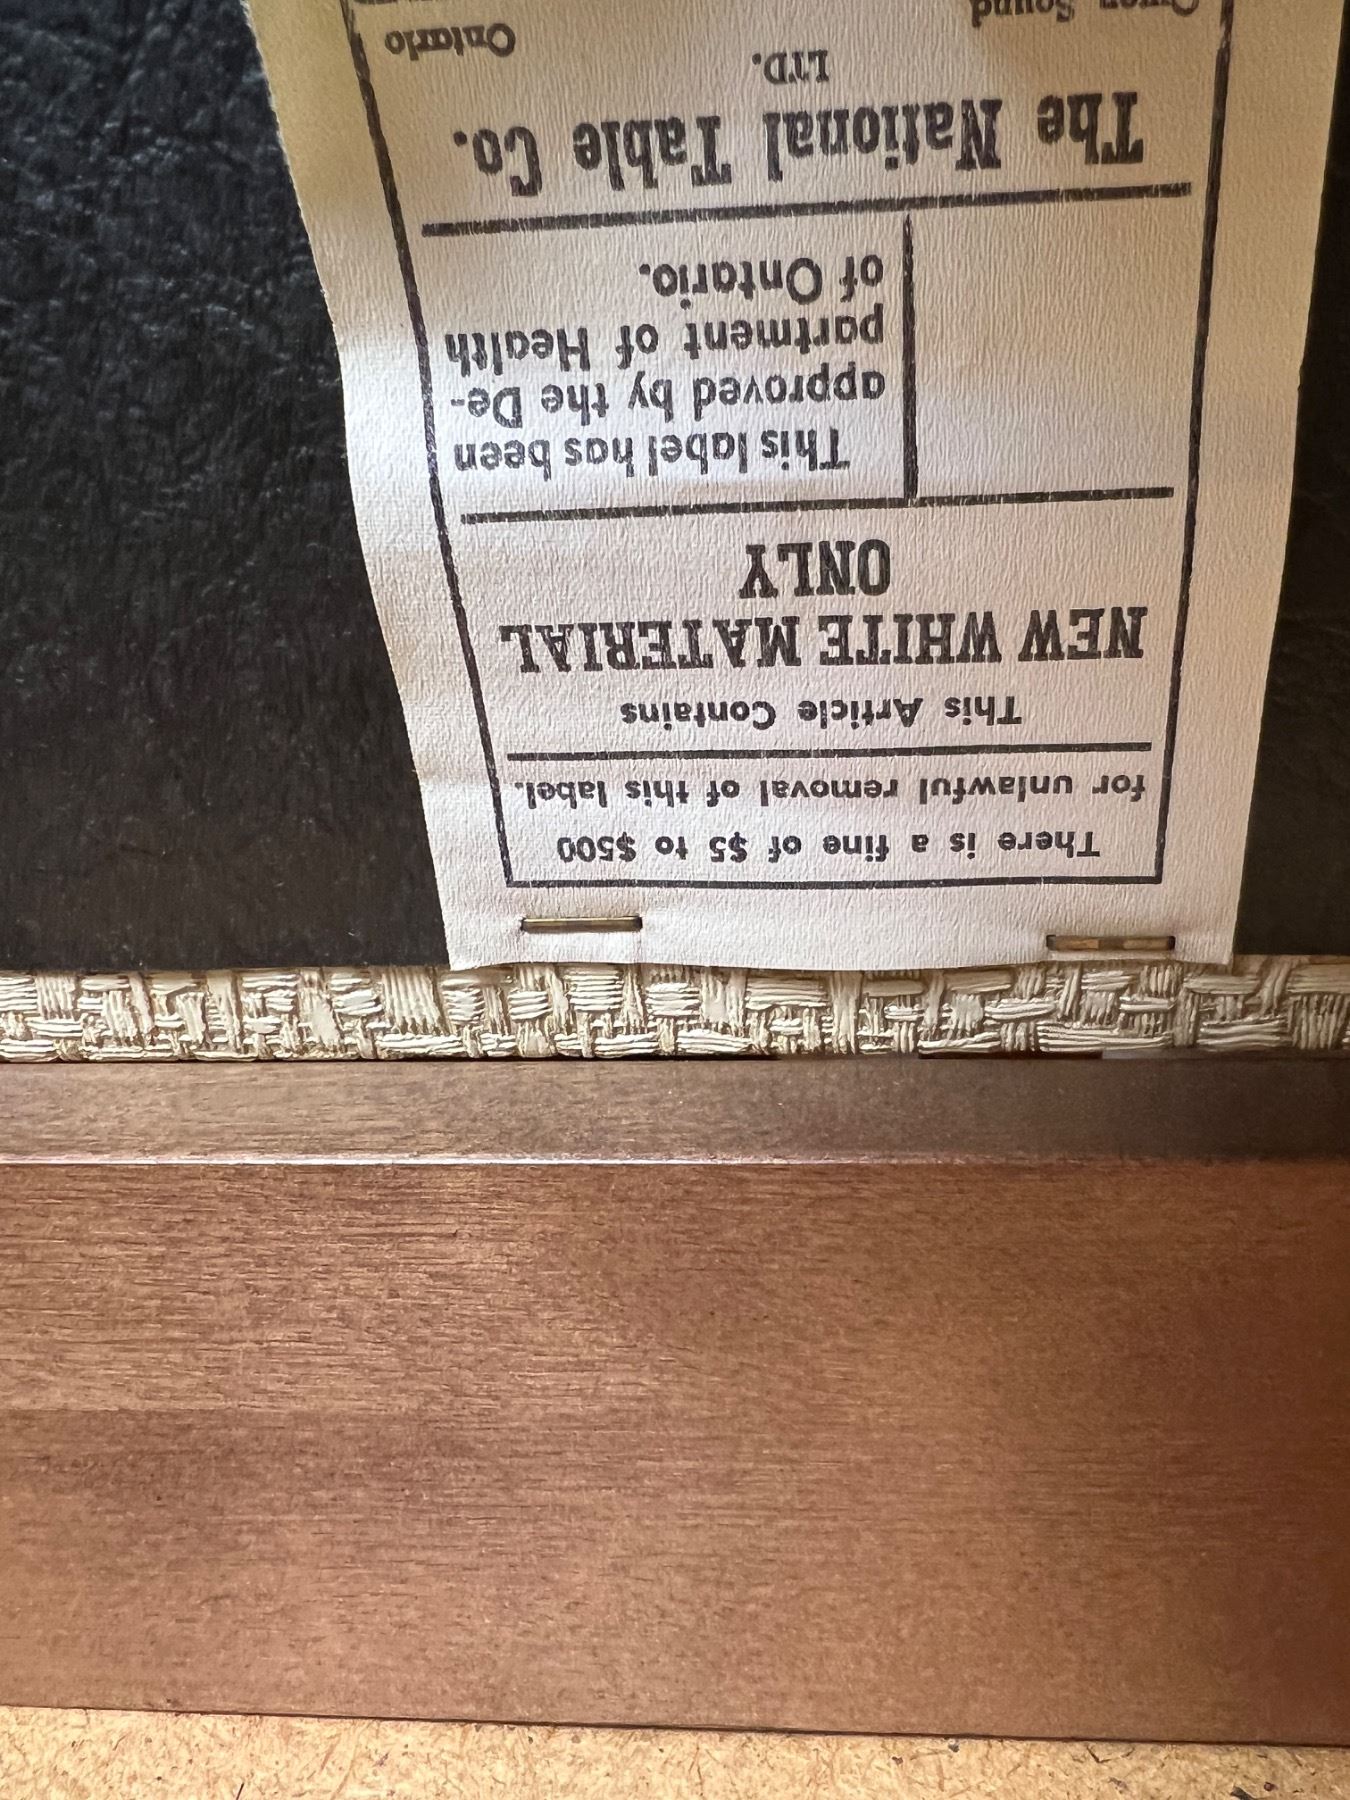 There is a fine of $5 to $500
for unlawful removal of this label.
This Article Contains
NEW WHITE MATERIAL
ONLY
This label has been
approved by the De-
partment of Health
of Ontario.
The National Table Co.
LTD.
Owen Sound Ontario